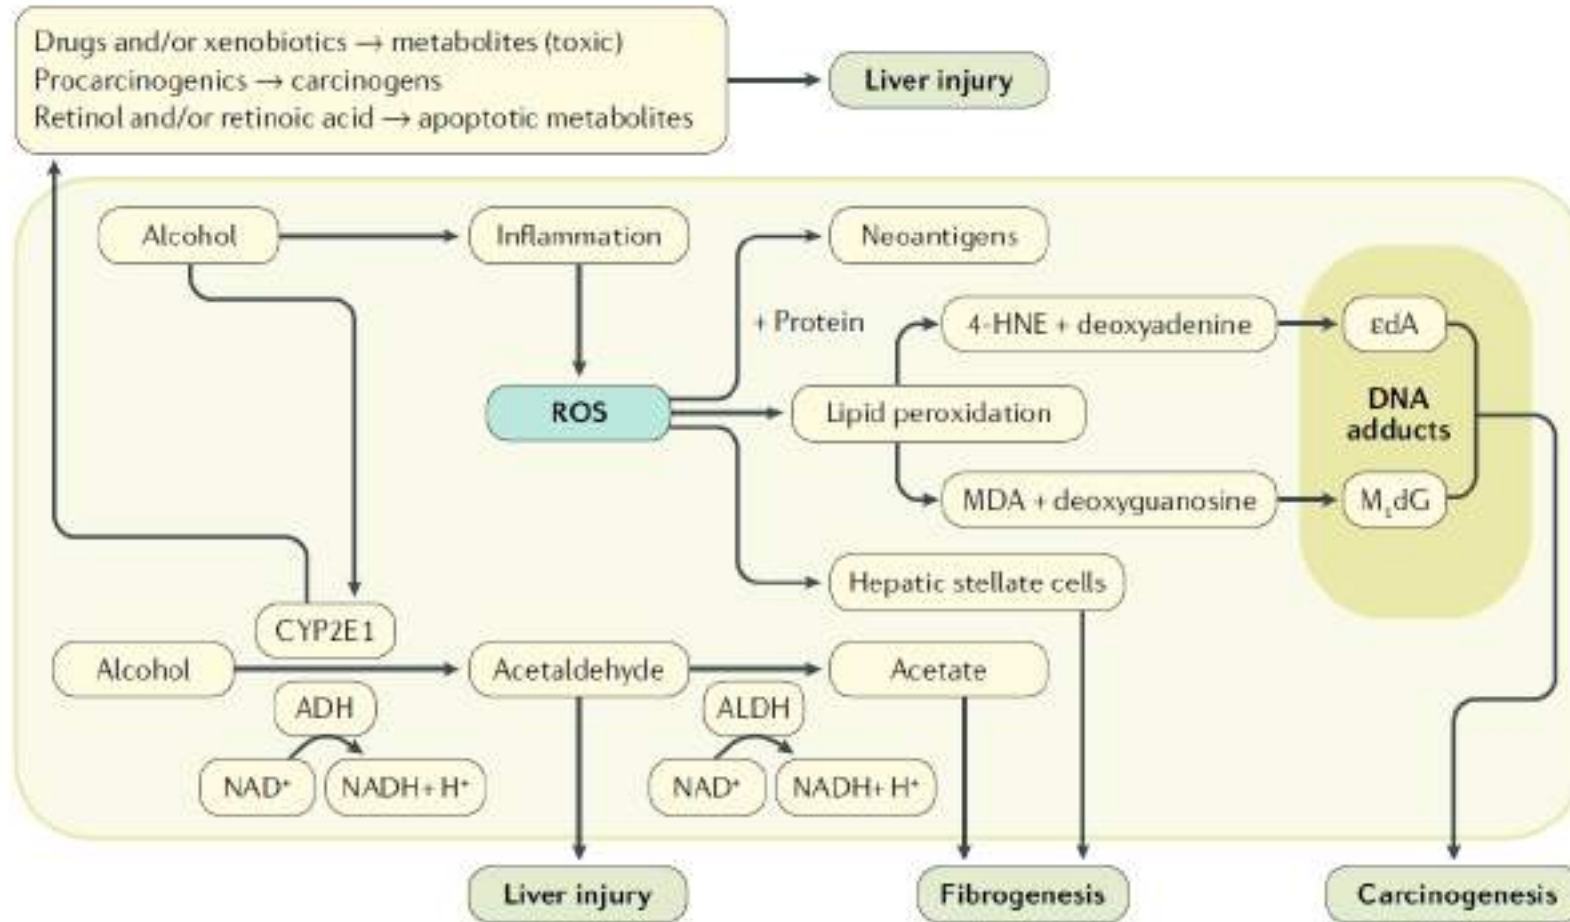 Drugs and/or xenobiotics → metabolites (toxic)
Procarcinogenics → carcinogens
Retinol and/or retinoic acid → apoptotic metabolites
Liver injury
Alcohol
Inflammation
Neoantigens
+ Protein
4-HNE + deoxyadenine
εdA
ROS
Lipid peroxidation
DNA
adducts
MDA + deoxyguanosine
M₁dG
Hepatic stellate cells
CYP2E1
Alcohol
Acetaldehyde
Acetate
ADH
ALDH
NAD⁺
NADH+ H⁺
NAD⁺
NADH+ H⁺
Liver injury
Fibrogenesis
Carcinogenesis